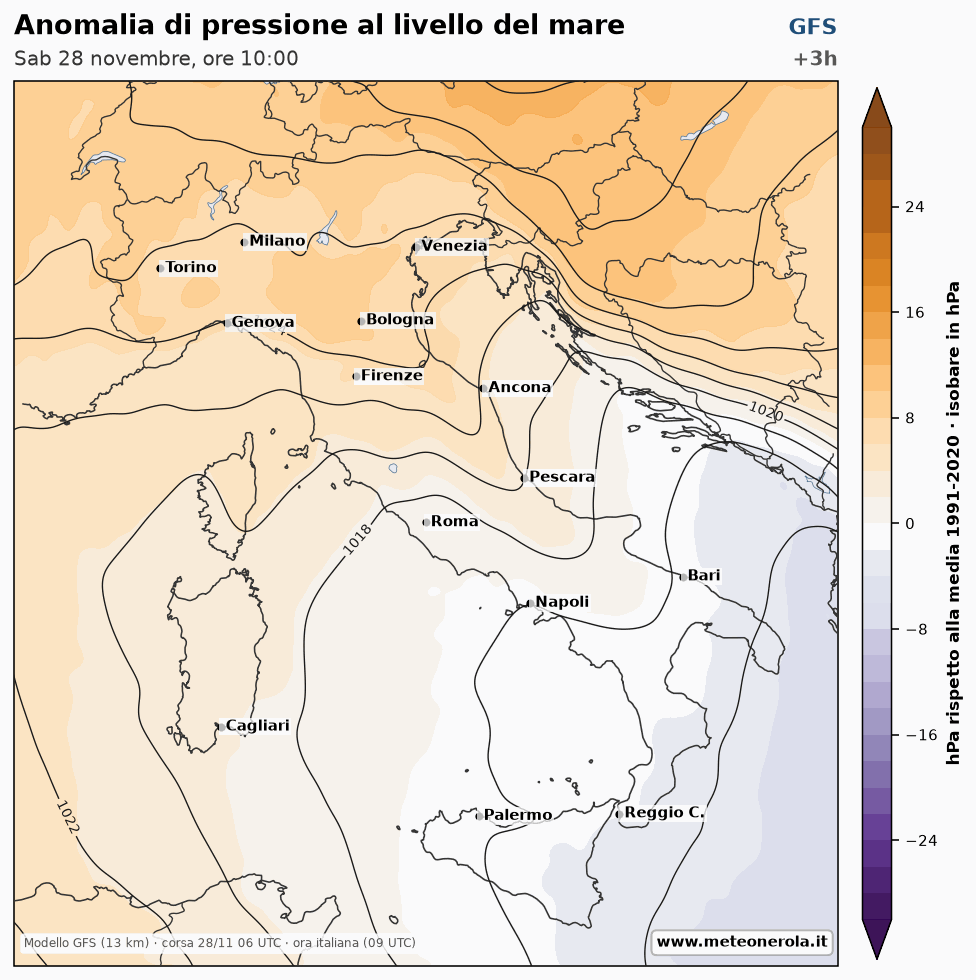 Anomalia di pressione al livello del mare
GFS
Sab 28 novembre, ore 10:00
+3h
Milano
Venezia
Torino
Genova
Bologna
Firenze
Ancona
1020
Pescara
Roma
1018
Bari
Napoli
Cagliari
1022
Palermo
Reggio C.
Modello GFS (13 km) · corsa 28/11 06 UTC · ora italiana (09 UTC)
www.meteonerola.it
24
16
8
0
−8
−16
−24
hPa rispetto alla media 1991-2020 · isobare in hPa